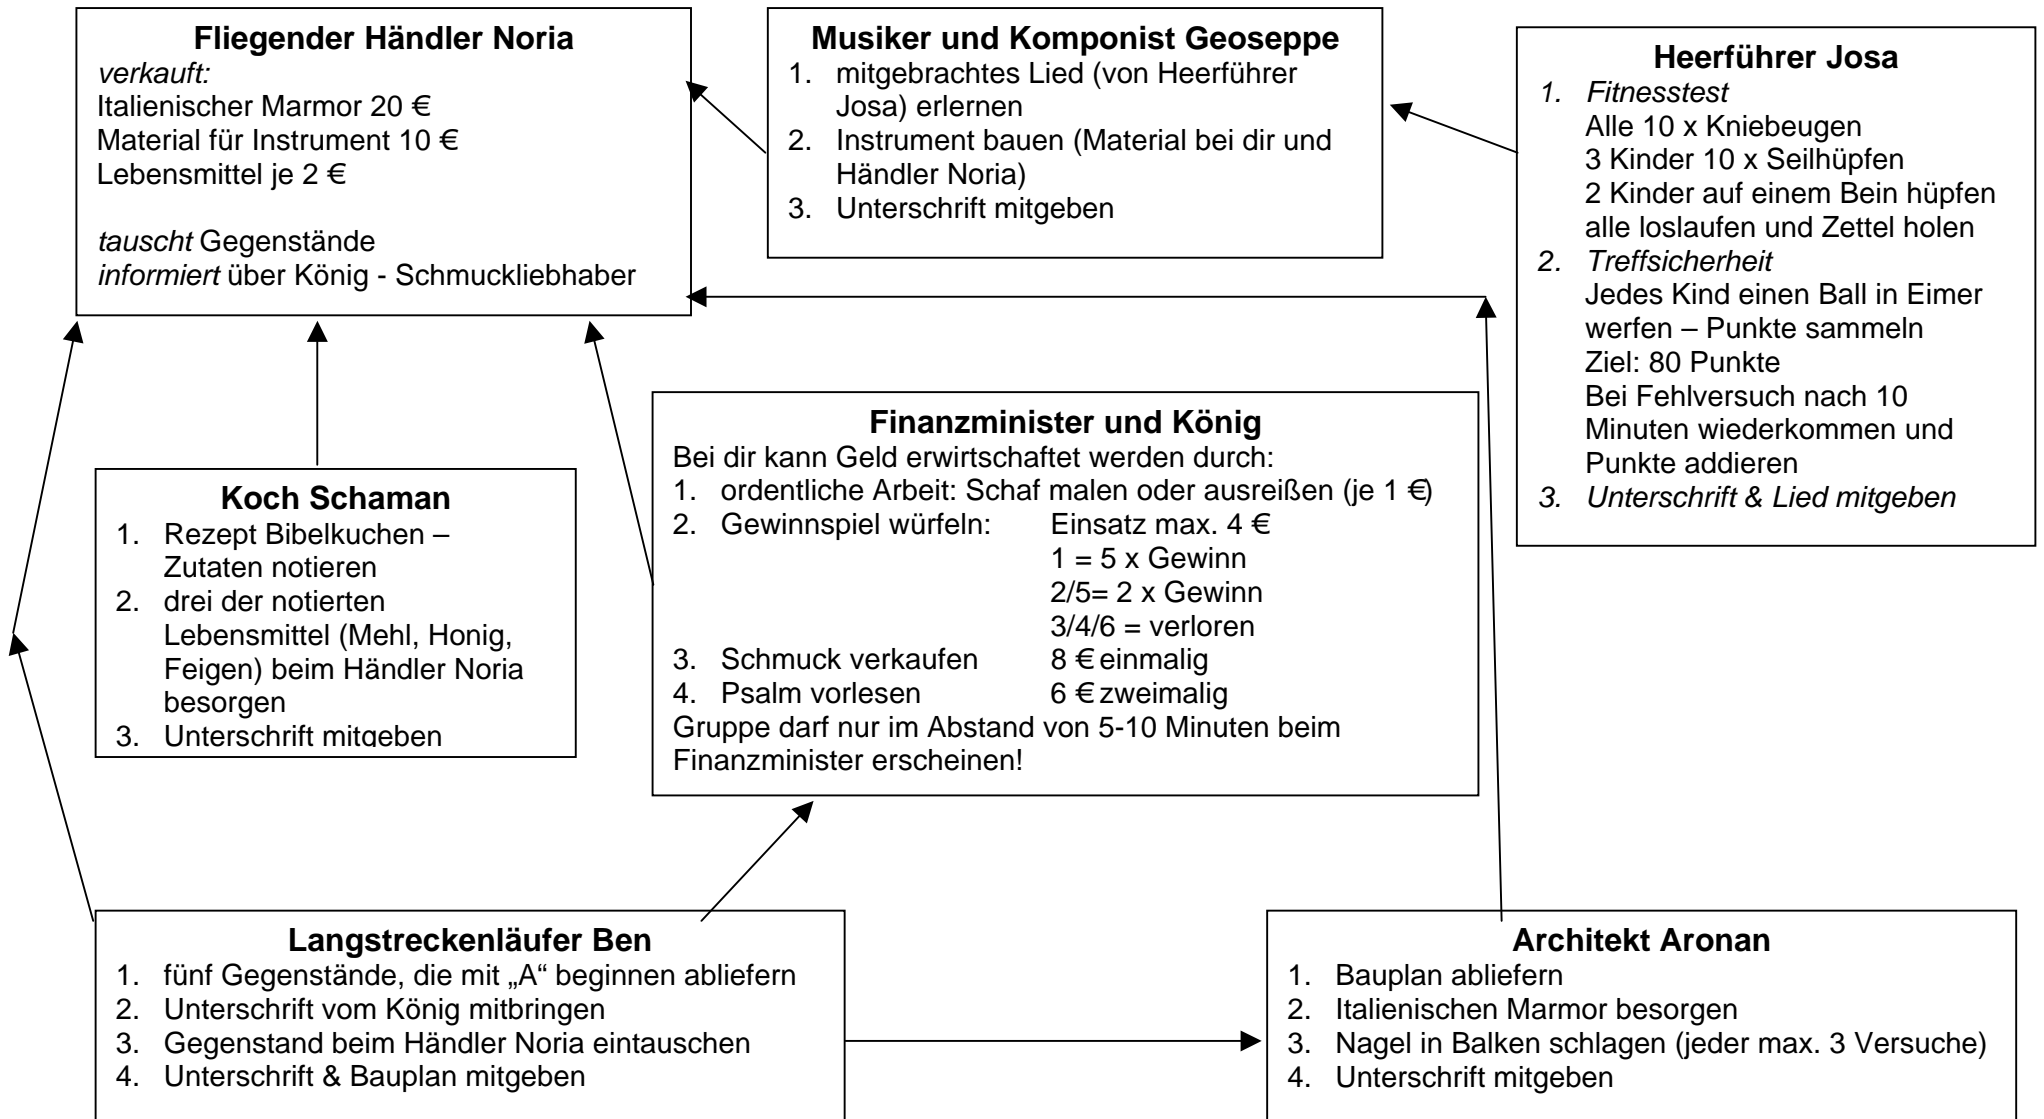 Fliegender Händler Noria
verkauft:
Italienischer Marmor 20 €
Material für Instrument 10 €
Lebensmittel je 2 €
tauscht Gegenstände
informiert über König - Schmuckliebhaber
Musiker und Komponist Geoseppe
1. mitgebrachtes Lied (von Heerführer
Josa) erlernen
2. Instrument bauen (Material bei dir und
Händler Noria)
3. Unterschrift mitgeben
Heerführer Josa
1. Fitnesstest
Alle 10 x Kniebeugen
3 Kinder 10 x Seilhüpfen
2 Kinder auf einem Bein hüpfen
alle loslaufen und Zettel holen
2. Treffsicherheit
Jedes Kind einen Ball in Eimer
werfen – Punkte sammeln
Ziel: 80 Punkte
Bei Fehlversuch nach 10
Minuten wiederkommen und
Punkte addieren
3. Unterschrift & Lied mitgeben
Koch Schaman
1. Rezept Bibelkuchen –
Zutaten notieren
2. drei der notierten
Lebensmittel (Mehl, Honig,
Feigen) beim Händler Noria
besorgen
3. Unterschrift mitgeben
Finanzminister und König
Bei dir kann Geld erwirtschaftet werden durch:
1. ordentliche Arbeit: Schaf malen oder ausreißen (je 1 €)
2. Gewinnspiel würfeln: Einsatz max. 4 €
1 = 5 x Gewinn
2/5= 2 x Gewinn
3/4/6 = verloren
3. Schmuck verkaufen 8 € einmalig
4. Psalm vorlesen 6 € zweimalig
Gruppe darf nur im Abstand von 5-10 Minuten beim
Finanzminister erscheinen!
Langstreckenläufer Ben
1. fünf Gegenstände, die mit „A“ beginnen abliefern
2. Unterschrift vom König mitbringen
3. Gegenstand beim Händler Noria eintauschen
4. Unterschrift & Bauplan mitgeben
Architekt Aronan
1. Bauplan abliefern
2. Italienischen Marmor besorgen
3. Nagel in Balken schlagen (jeder max. 3 Versuche)
4. Unterschrift mitgeben